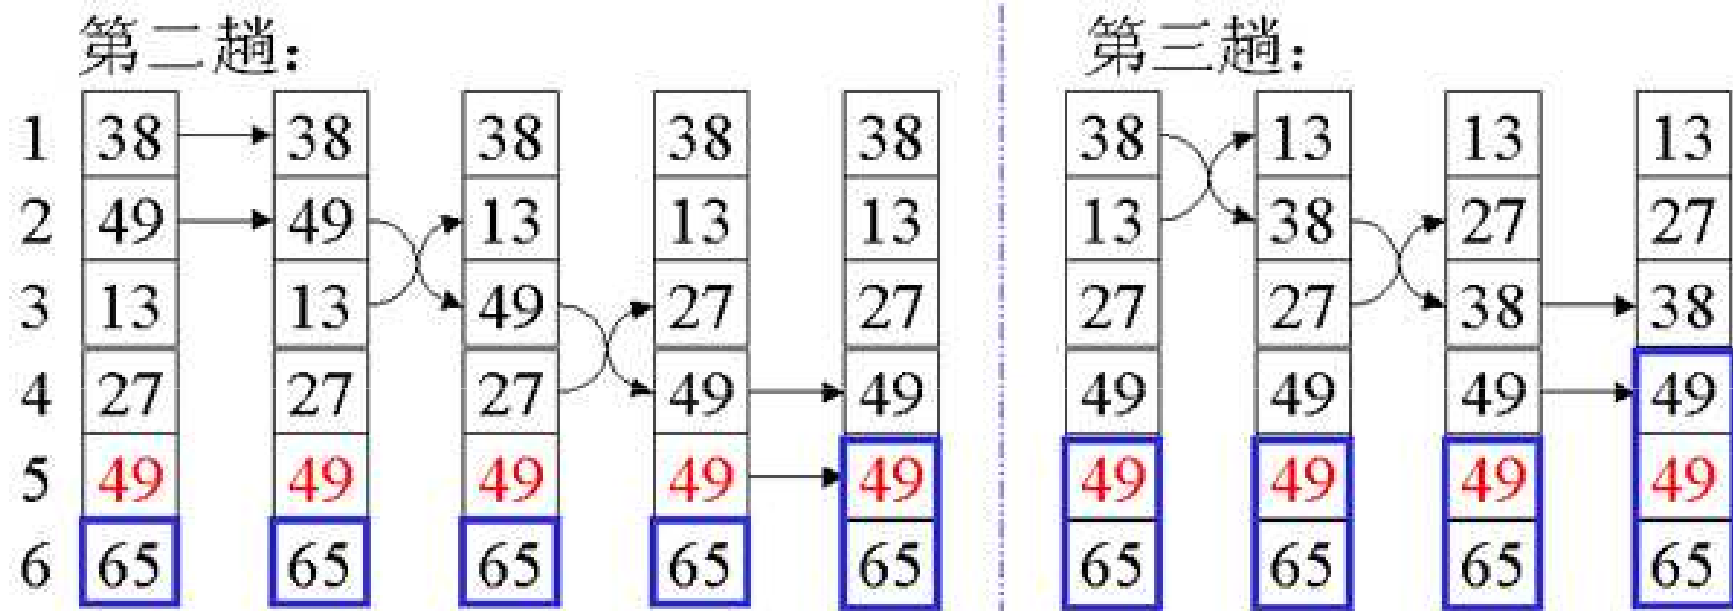 第二趟： 第三趟：
1 38 38 38 38 38 38 13 13 13
2 49 49 13 13 13 13 38 27 27
3 13 13 49 27 27 27 27 38 38
4 27 27 27 49 49 49 49 49 49
5 49 49 49 49 49 49 49 49 49
6 65 65 65 65 65 65 65 65 65